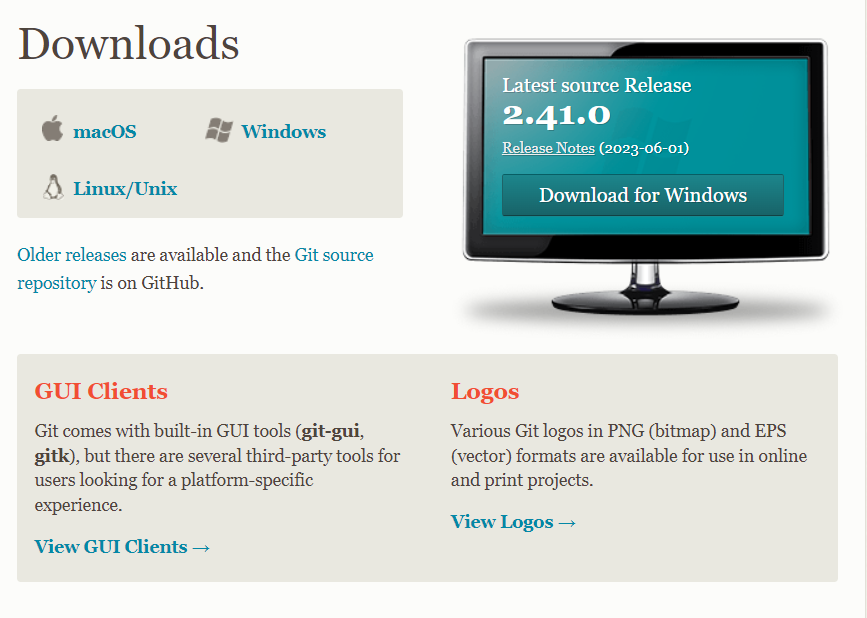 Downloads
macOS
Windows
Linux/Unix
Older releases are available and the Git source
repository is on GitHub.
Latest source Release
2.41.0
Release Notes (2023-06-01)
Download for Windows
GUI Clients
Git comes with built-in GUI tools (git-gui,
gitk), but there are several third-party tools for
users looking for a platform-specific
experience.
View GUI Clients →
Logos
Various Git logos in PNG (bitmap) and EPS
(vector) formats are available for use in online
and print projects.
View Logos →